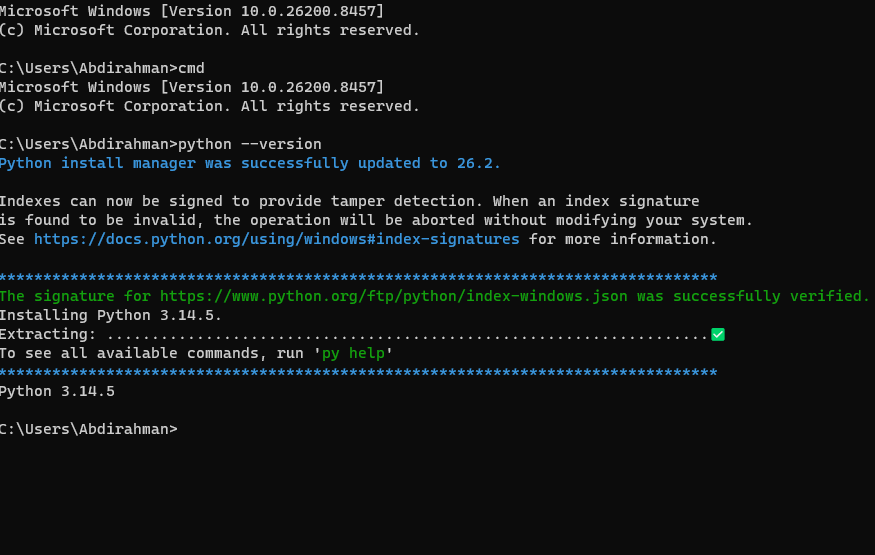 Microsoft Windows [Version 10.0.26200.8457]
(c) Microsoft Corporation. All rights reserved.
C:\Users\Abdirahman>cmd
Microsoft Windows [Version 10.0.26200.8457]
(c) Microsoft Corporation. All rights reserved.
C:\Users\Abdirahman>python --version
Python install manager was successfully updated to 26.2.
Indexes can now be signed to provide tamper detection. When an index signature
is found to be invalid, the operation will be aborted without modifying your system.
See https://docs.python.org/using/windows#index-signatures for more information.
********************************************************************************
The signature for https://www.python.org/ftp/python/index-windows.json was successfully verified.
Installing Python 3.14.5.
Extracting: ...................................................................✅
To see all available commands, run 'py help'
********************************************************************************
Python 3.14.5
C:\Users\Abdirahman>